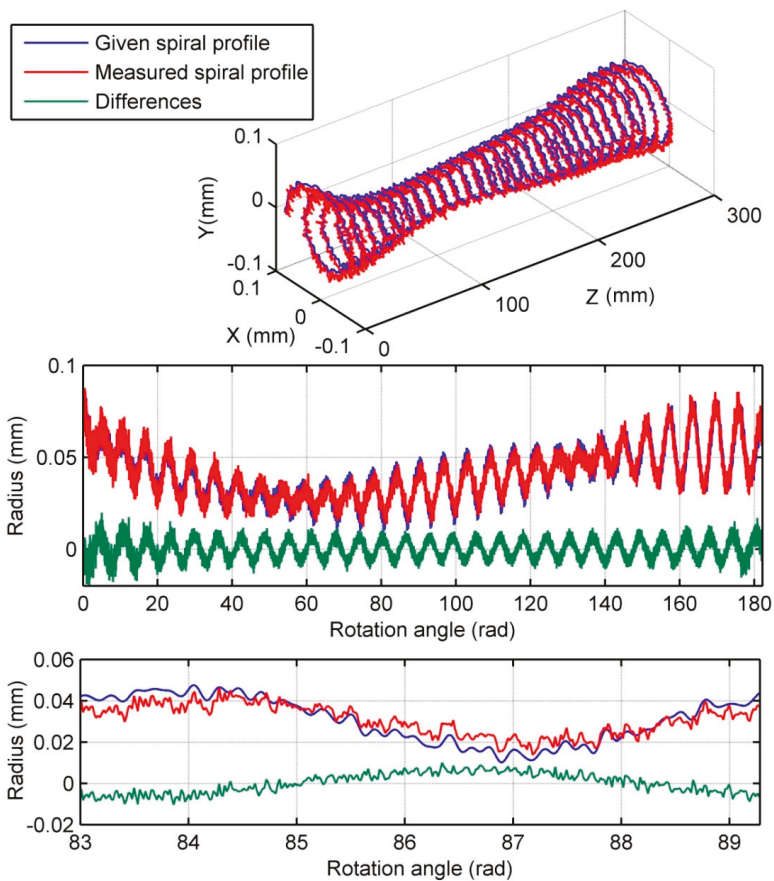 Given spiral profile
Measured spiral profile
Differences
0.1
0
-0.1
Y(mm)
0.1
0
-0.1
X (mm)
0
100
200
300
Z (mm)
0.1
0.05
0
Radius (mm)
0 20 40 60 80 100 120 140 160 180
Rotation angle (rad)
0.06
0.04
0.02
0
-0.02
Radius (mm)
83 84 85 86 87 88 89
Rotation angle (rad)